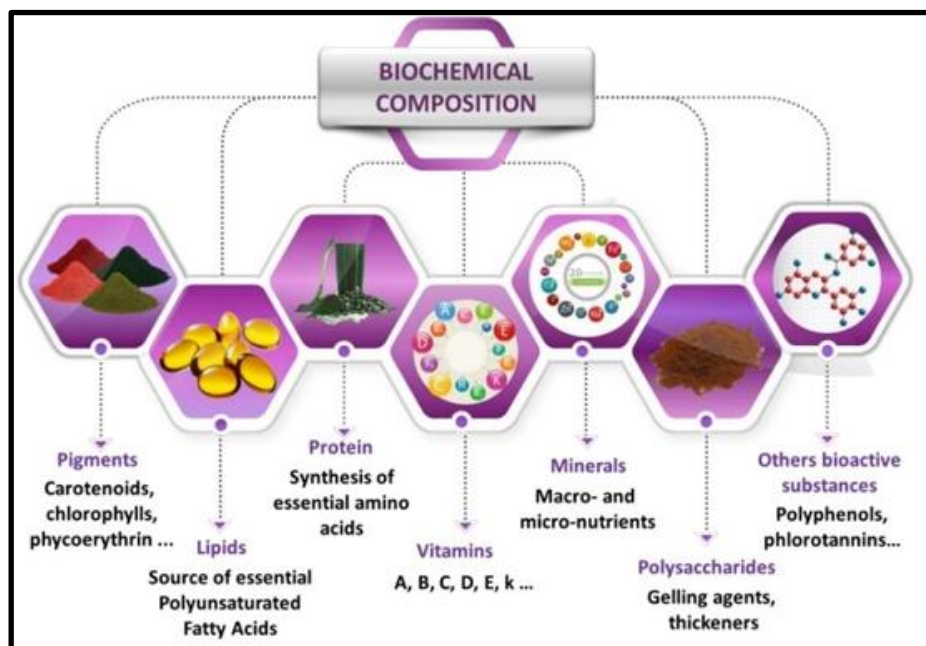 BIOCHEMICAL
COMPOSITION
Pigments
Carotenoids,
chlorophylls,
phycoerythrin ...
Lipids
Source of essential
Polyunsaturated
Fatty Acids
Protein
Synthesis of
essential amino
acids
Vitamins
A, B, C, D, E, k ...
Minerals
Macro- and
micro-nutrients
Polysaccharides
Gelling agents,
thickeners
Others bioactive
substances
Polyphenols,
phlorotannins...